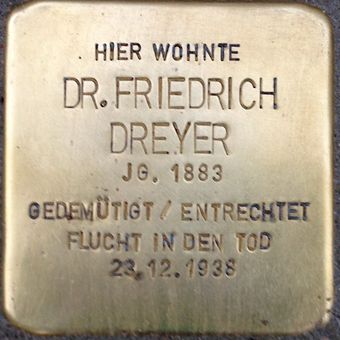 HIER WOHNTE
DR. FRIEDRICH
DREYER
JG. 1883
GEDEMÜTIGT / ENTRECHTET
FLUCHT IN DEN TOD
23.12.1938